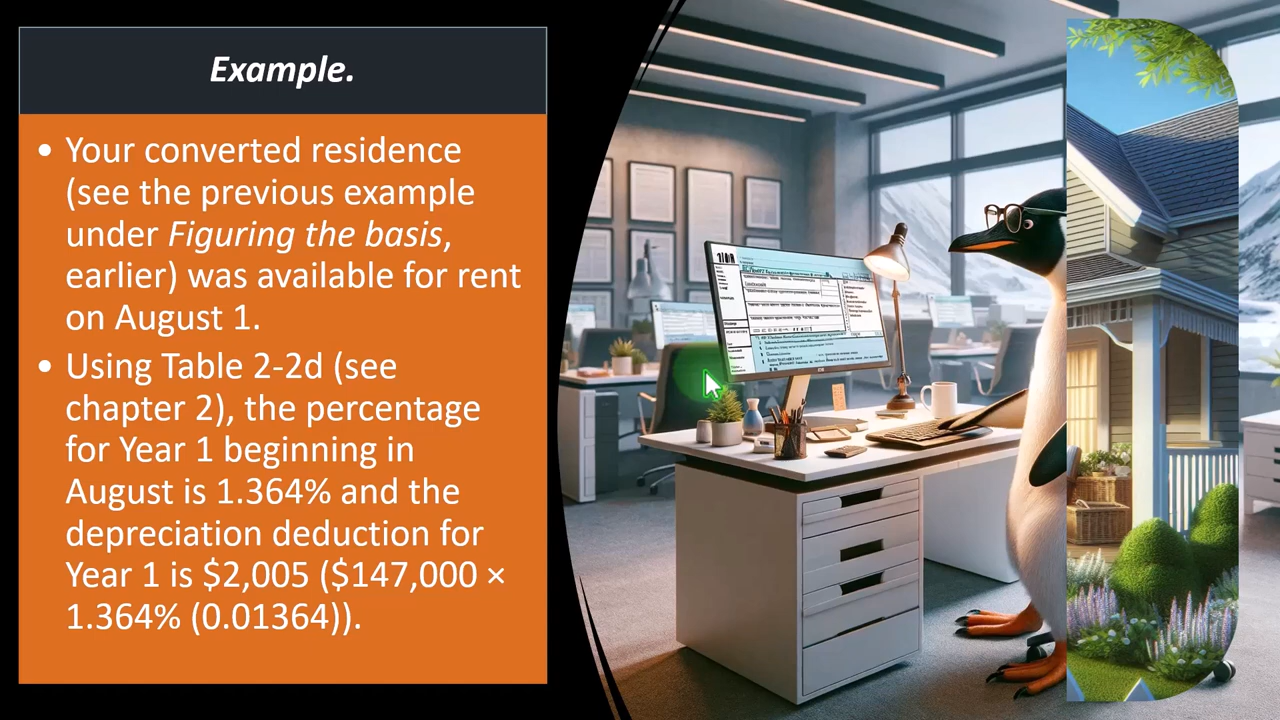 Example.
• Your converted residence
(see the previous example
under Figuring the basis,
earlier) was available for rent
on August 1.
• Using Table 2-2d (see
chapter 2), the percentage
for Year 1 beginning in
August is 1.364% and the
depreciation deduction for
Year 1 is $2,005 ($147,000 ×
1.364% (0.01364)).